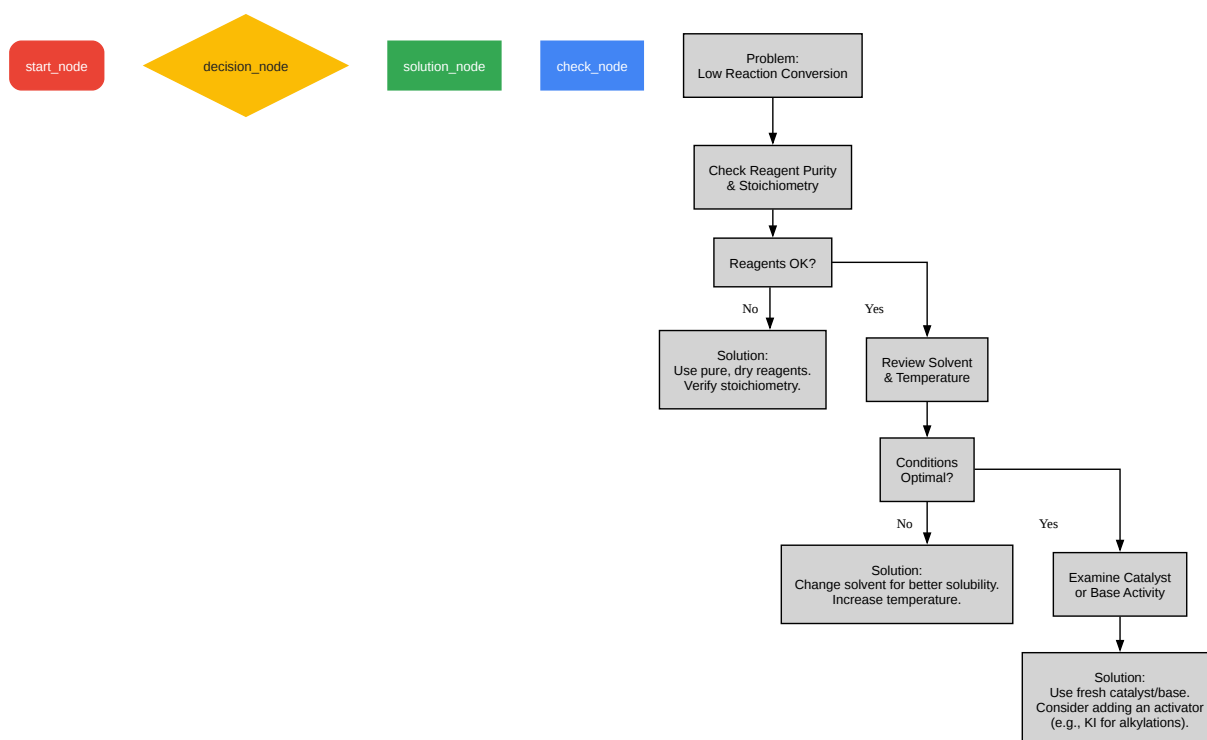 start_node
decision_node
solution_node
check_node
Problem:
Low Reaction Conversion
Check Reagent Purity
& Stoichiometry
Reagents OK?
No
Yes
Solution:
Use pure, dry reagents.
Verify stoichiometry.
Review Solvent
& Temperature
Conditions
Optimal?
No
Yes
Solution:
Change solvent for better solubility.
Increase temperature.
Examine Catalyst
or Base Activity
Solution:
Use fresh catalyst/base.
Consider adding an activator
(e.g., KI for alkylations).